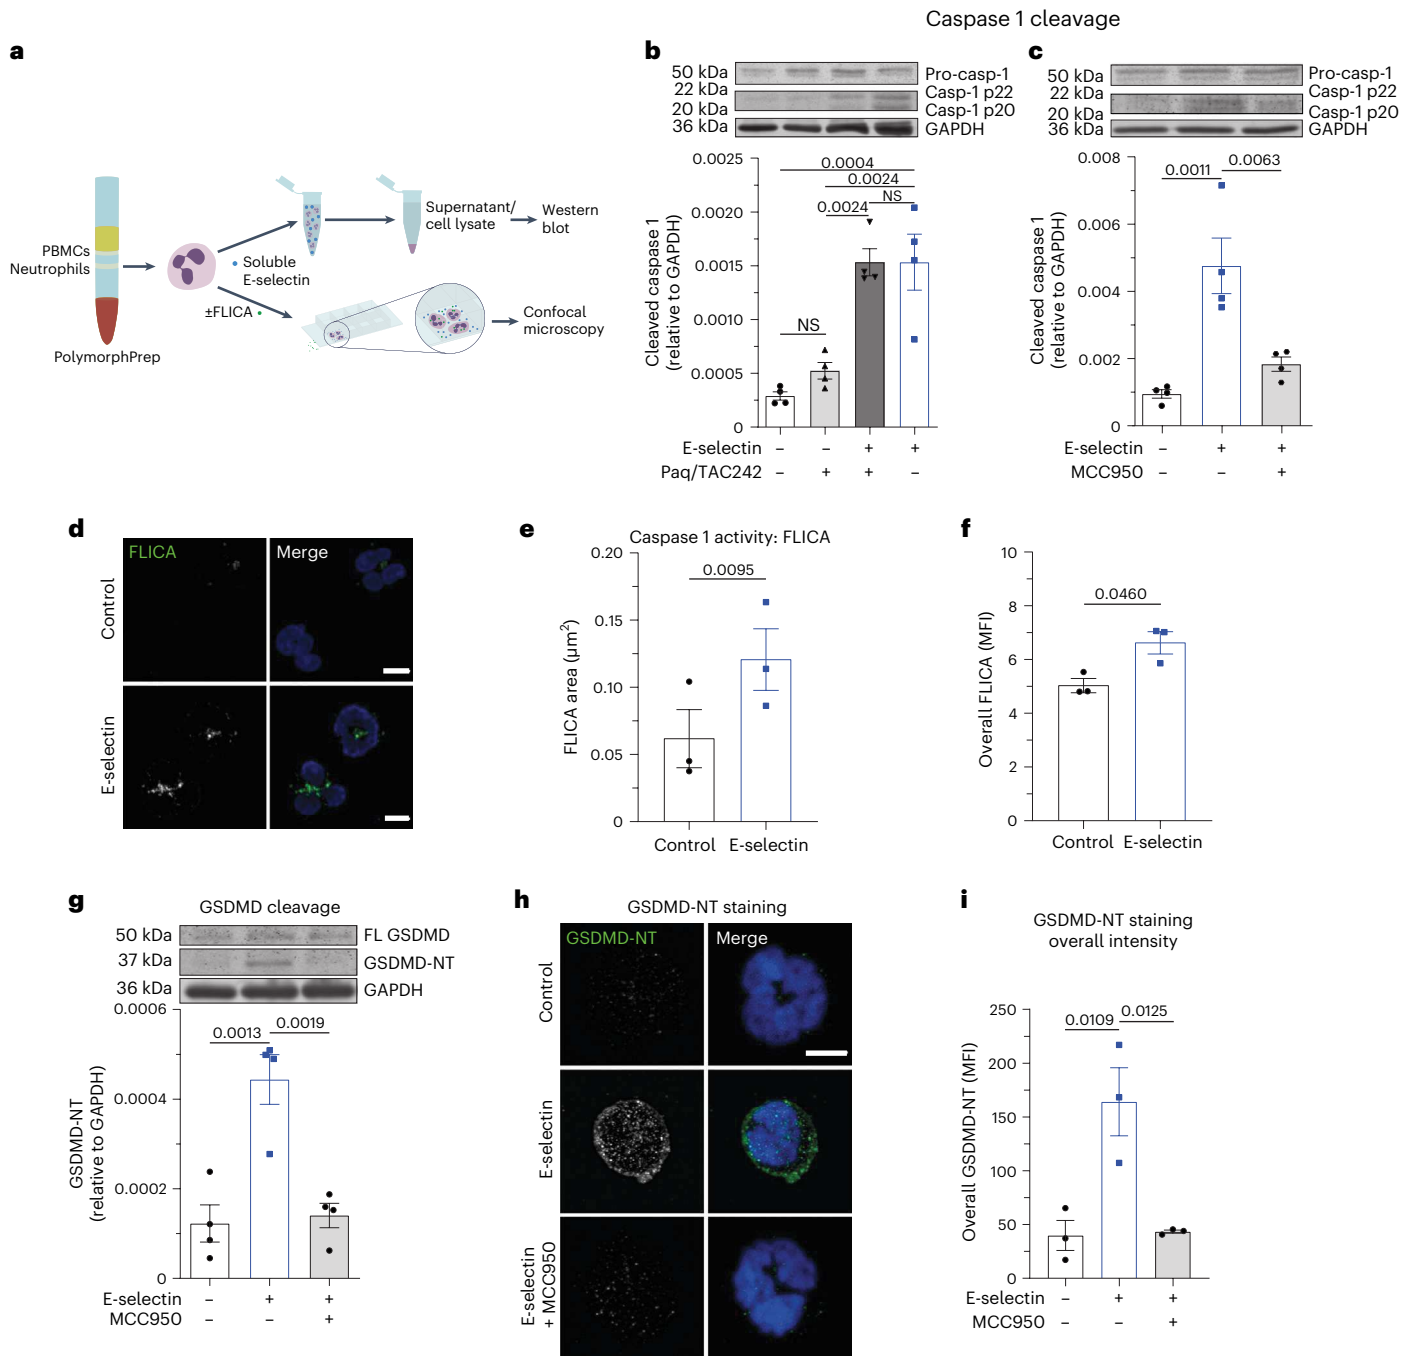 Caspase 1 cleavage
a
PBMCs
Neutrophils
PolymorphPrep
Soluble
E-selectin
±FLICA
Supernatant/
cell lysate
Western
blot
Confocal
microscopy
b
50 kDa
22 kDa
20 kDa
36 kDa
Pro-casp-1
Casp-1 p22
Casp-1 p20
GAPDH
Cleaved caspase 1
(relative to GAPDH)
0.0025
0.0020
0.0015
0.0010
0.0005
0
0.0004
0.0024
NS
0.0024
NS
E-selectin − − + +
Paq/TAC242 − + + −
c
50 kDa
22 kDa
20 kDa
36 kDa
Pro-casp-1
Casp-1 p22
Casp-1 p20
GAPDH
Cleaved caspase 1
(relative to GAPDH)
0.008
0.006
0.004
0.002
0
0.0011
0.0063
E-selectin − + +
MCC950 − − +
d
FLICA
Merge
Control
E-selectin
e
Caspase 1 activity: FLICA
FLICA area (µm²)
0.20
0.15
0.10
0.05
0
0.0095
Control E-selectin
f
Overall FLICA (MFI)
10
8
6
4
2
0
0.0460
Control E-selectin
g
GSDMD cleavage
50 kDa
37 kDa
36 kDa
FL GSDMD
GSDMD-NT
GAPDH
GSDMD-NT
(relative to GAPDH)
0.0006
0.0004
0.0002
0
0.0013
0.0019
E-selectin − + +
MCC950 − − +
h
GSDMD-NT staining
GSDMD-NT
Merge
Control
E-selectin
E-selectin
+ MCC950
i
GSDMD-NT staining
overall intensity
Overall GSDMD-NT (MFI)
250
200
150
100
50
0
0.0109
0.0125
E-selectin − + +
MCC950 − − +